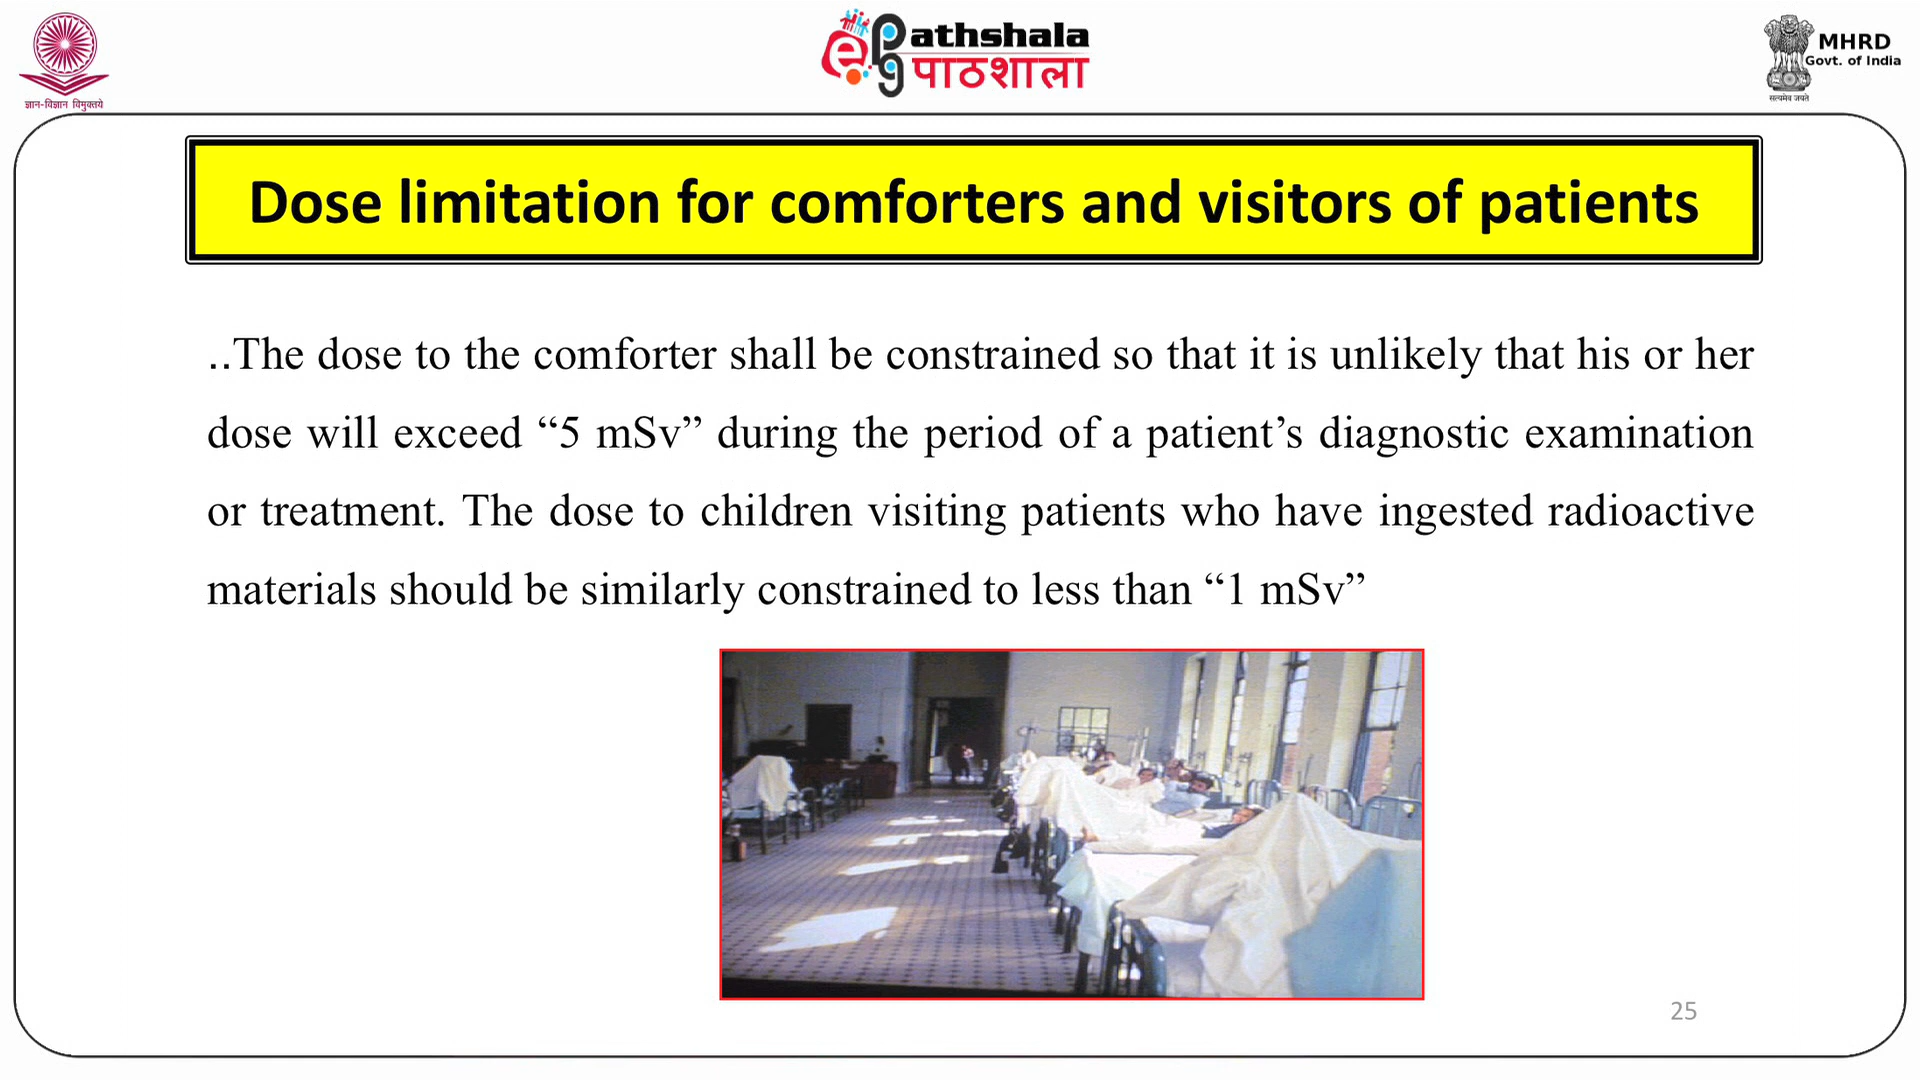 ज्ञान-विज्ञान विमुक्तये
e Pathshala
पाठशाला
MHRD
Govt. of India
सत्यमेव जयते
Dose limitation for comforters and visitors of patients
..The dose to the comforter shall be constrained so that it is unlikely that his or her
dose will exceed “5 mSv” during the period of a patient’s diagnostic examination
or treatment. The dose to children visiting patients who have ingested radioactive
materials should be similarly constrained to less than “1 mSv”
25